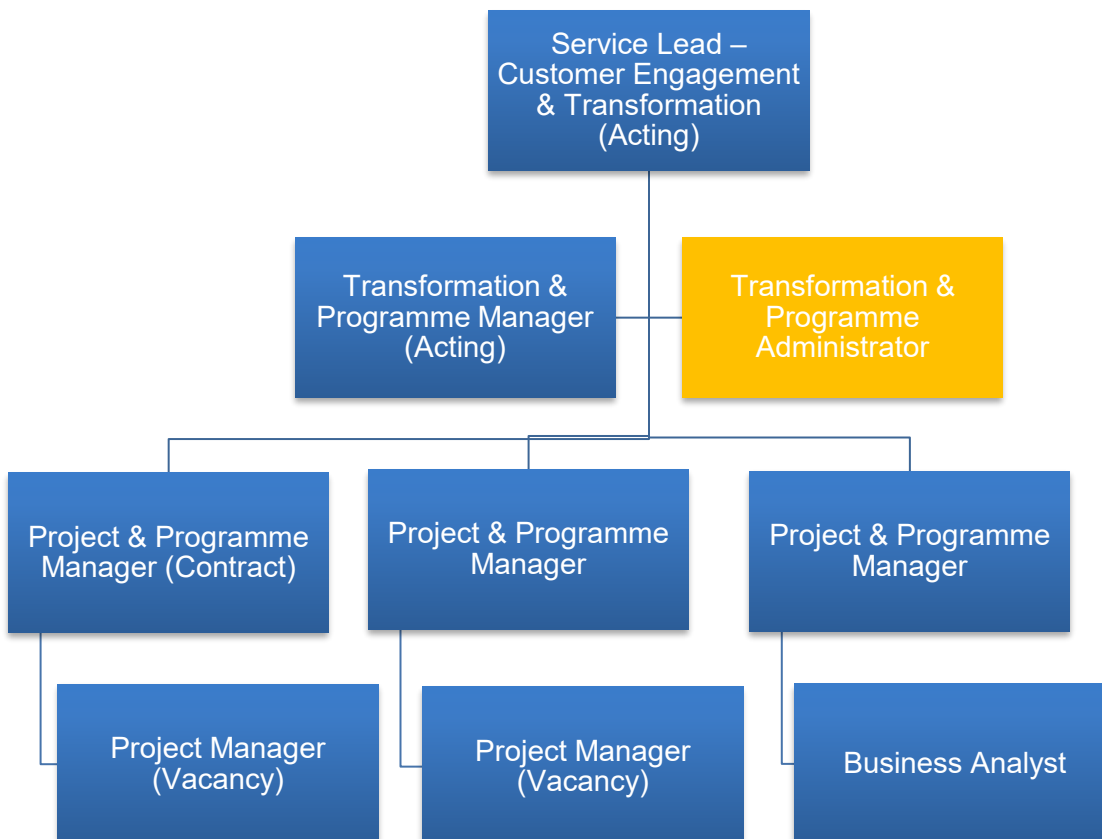 Service Lead –
Customer Engagement
& Transformation
(Acting)
Transformation &
Programme Manager
(Acting)
Transformation &
Programme
Administrator
Project & Programme
Manager (Contract)
Project & Programme
Manager
Project & Programme
Manager
Project Manager
(Vacancy)
Project Manager
(Vacancy)
Business Analyst